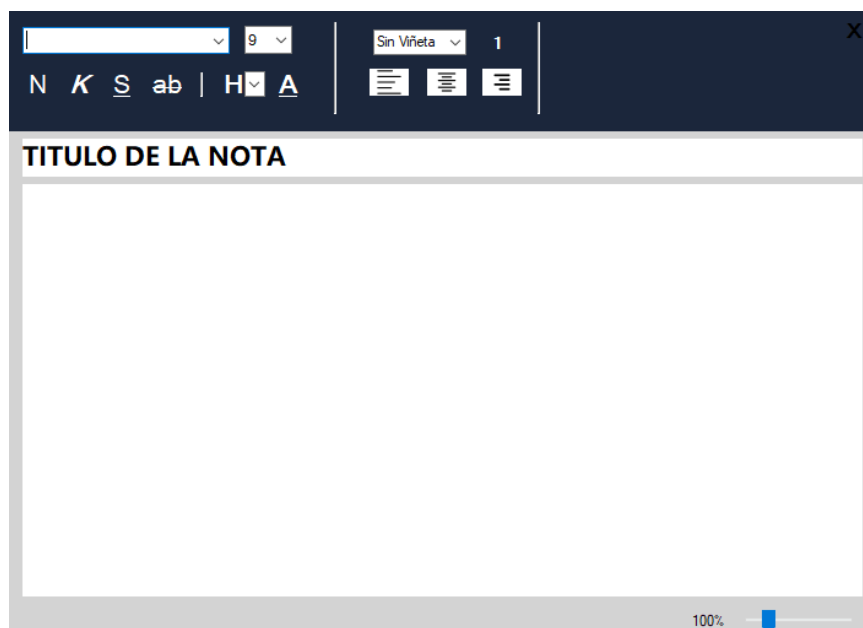 9 Sin Viñeta 1 X
N K S ab | H A
TITULO DE LA NOTA
100%